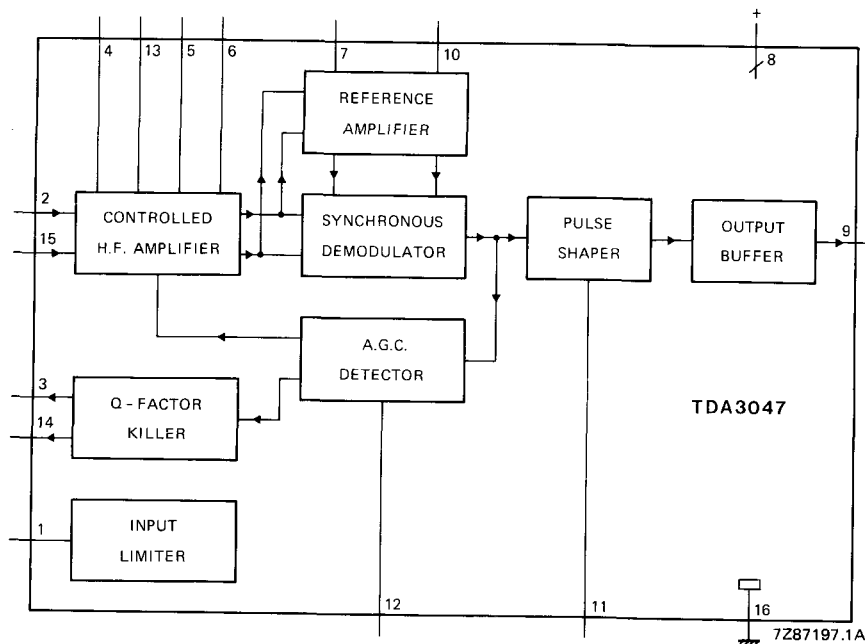 4 13 5 6 7 10 + 8
REFERENCE
AMPLIFIER
2
15
CONTROLLED
H.F. AMPLIFIER
SYNCHRONOUS
DEMODULATOR
PULSE
SHAPER
OUTPUT
BUFFER
9
A.G.C.
DETECTOR
3
14
Q-FACTOR
KILLER
TDA3047
1
INPUT
LIMITER
12 11 16
7Z87197.1A